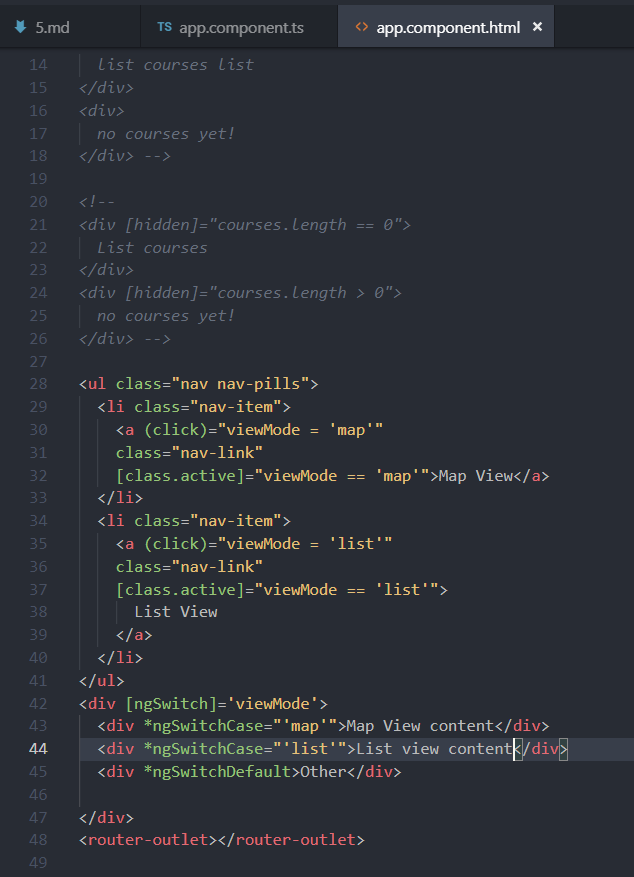 5.md TS app.component.ts <> app.component.html ×
14 list courses list
15 </div>
16 <div>
17 no courses yet!
18 </div> -->
19
20 <!--
21 <div [hidden]="courses.length == 0">
22 List courses
23 </div>
24 <div [hidden]="courses.length > 0">
25 no courses yet!
26 </div> -->
27
28 <ul class="nav nav-pills">
29 <li class="nav-item">
30 <a (click)="viewMode = 'map'"
31 class="nav-link"
32 [class.active]="viewMode == 'map'">Map View</a>
33 </li>
34 <li class="nav-item">
35 <a (click)="viewMode = 'list'"
36 class="nav-link"
37 [class.active]="viewMode == 'list'">
38 List View
39 </a>
40 </li>
41 </ul>
42 <div [ngSwitch]='viewMode'>
43 <div *ngSwitchCase="'map'">Map View content</div>
44 <div *ngSwitchCase="'list'">List view content</div>
45 <div *ngSwitchDefault>Other</div>
46
47 </div>
48 <router-outlet></router-outlet>
49